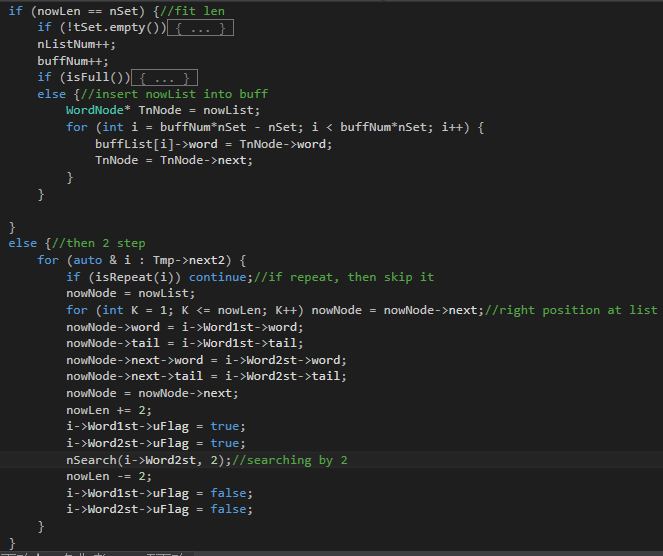 if (nowLen == nSet) {//fit len
if (!tSet.empty()){ ... }
nListNum++;
buffNum++;
if (isFull()){ ... }
else {//insert nowList into buff
WordNode* TnNode = nowList;
for (int i = buffNum*nSet - nSet; i < buffNum*nSet; i++) {
buffList[i]->word = TnNode->word;
TnNode = TnNode->next;
}
}
}
else {//then 2 step
for (auto & i : Tmp->next2) {
if (isRepeat(i)) continue;//if repeat, then skip it
nowNode = nowList;
for (int K = 1; K <= nowLen; K++) nowNode = nowNode->next;//right position at list
nowNode->word = i->Word1st->word;
nowNode->tail = i->Word1st->tail;
nowNode->next->word = i->Word2st->word;
nowNode->next->tail = i->Word2st->tail;
nowNode = nowNode->next;
nowLen += 2;
i->Word1st->uFlag = true;
i->Word2st->uFlag = true;
nSearch(i->Word2st, 2);//searching by 2
nowLen -= 2;
i->Word1st->uFlag = false;
i->Word2st->uFlag = false;
}
}